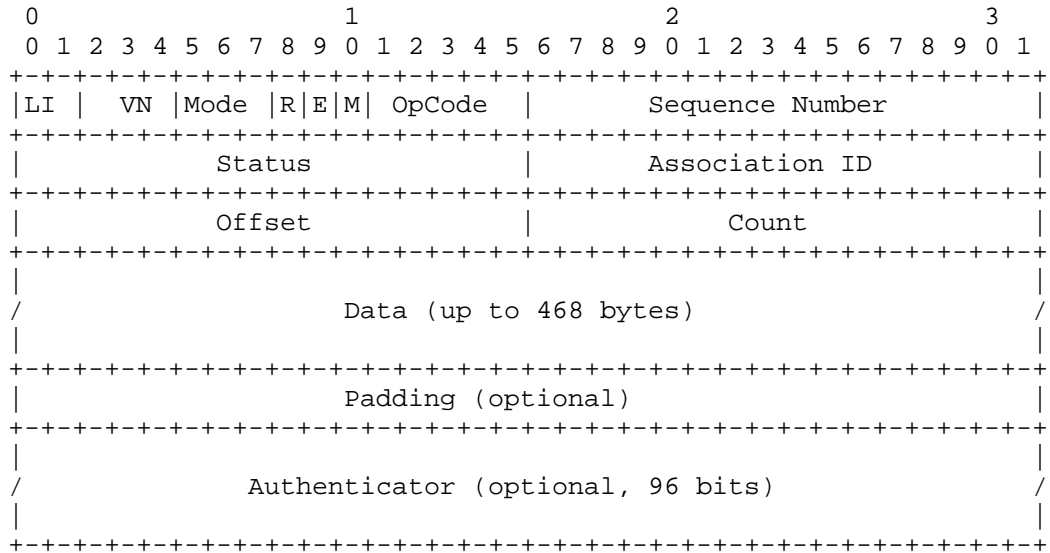 0                   1                   2                   3
 0 1 2 3 4 5 6 7 8 9 0 1 2 3 4 5 6 7 8 9 0 1 2 3 4 5 6 7 8 9 0 1
+-+-+-+-+-+-+-+-+-+-+-+-+-+-+-+-+-+-+-+-+-+-+-+-+-+-+-+-+-+-+-+-+
|LI |  VN |Mode |R|E|M| OpCode  |       Sequence Number         |
+-+-+-+-+-+-+-+-+-+-+-+-+-+-+-+-+-+-+-+-+-+-+-+-+-+-+-+-+-+-+-+-+
|            Status             |       Association ID          |
+-+-+-+-+-+-+-+-+-+-+-+-+-+-+-+-+-+-+-+-+-+-+-+-+-+-+-+-+-+-+-+-+
|            Offset             |            Count              |
+-+-+-+-+-+-+-+-+-+-+-+-+-+-+-+-+-+-+-+-+-+-+-+-+-+-+-+-+-+-+-+-+
|                                                               |
/                    Data (up to 468 bytes)                     /
|                                                               |
+-+-+-+-+-+-+-+-+-+-+-+-+-+-+-+-+-+-+-+-+-+-+-+-+-+-+-+-+-+-+-+-+
|                    Padding (optional)                         |
+-+-+-+-+-+-+-+-+-+-+-+-+-+-+-+-+-+-+-+-+-+-+-+-+-+-+-+-+-+-+-+-+
|                                                               |
/              Authenticator (optional, 96 bits)                /
|                                                               |
+-+-+-+-+-+-+-+-+-+-+-+-+-+-+-+-+-+-+-+-+-+-+-+-+-+-+-+-+-+-+-+-+